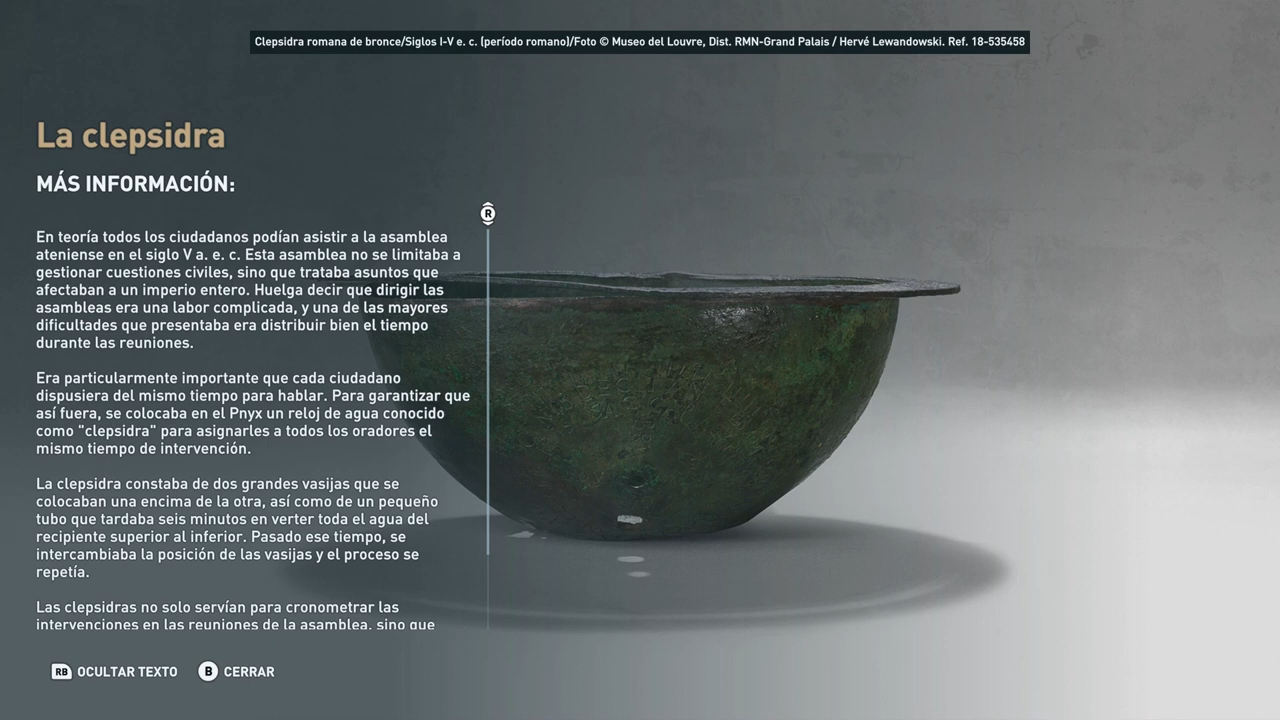 Clepsidra romana de bronce/Siglos I-V e. c. (período romano)/Foto © Museo del Louvre, Dist. RMN-Grand Palais / Hervé Lewandowski. Ref. 18-535458
La clepsidra
MÁS INFORMACIÓN:
R
En teoría todos los ciudadanos podían asistir a la asamblea
ateniense en el siglo V a. e. c. Esta asamblea no se limitaba a
gestionar cuestiones civiles, sino que trataba asuntos que
afectaban a un imperio entero. Huelga decir que dirigir las
asambleas era una labor complicada, y una de las mayores
dificultades que presentaba era distribuir bien el tiempo
durante las reuniones.
Era particularmente importante que cada ciudadano
dispusiera del mismo tiempo para hablar. Para garantizar que
así fuera, se colocaba en el Pnyx un reloj de agua conocido
como "clepsidra" para asignarles a todos los oradores el
mismo tiempo de intervención.
La clepsidra constaba de dos grandes vasijas que se
colocaban una encima de la otra, así como de un pequeño
tubo que tardaba seis minutos en verter toda el agua del
recipiente superior al inferior. Pasado ese tiempo, se
intercambiaba la posición de las vasijas y el proceso se
repetía.
Las clepsidras no solo servían para cronometrar las
intervenciones en las reuniones de la asamblea, sino que
RB OCULTAR TEXTO B CERRAR